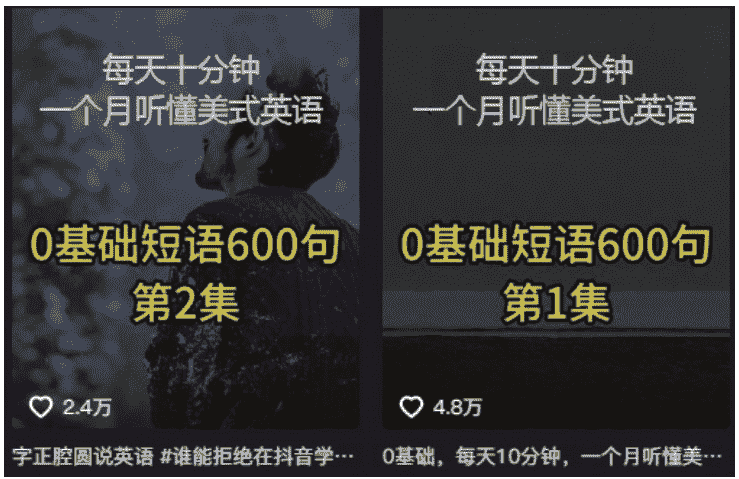 每天十分钟
一个月听懂美式英语
0基础短语600句
第2集
2.4万
字正腔圆说英语 #谁能拒绝在抖音学…
每天十分钟
一个月听懂美式英语
0基础短语600句
第1集
4.8万
0基础，每天10分钟，一个月听懂美…